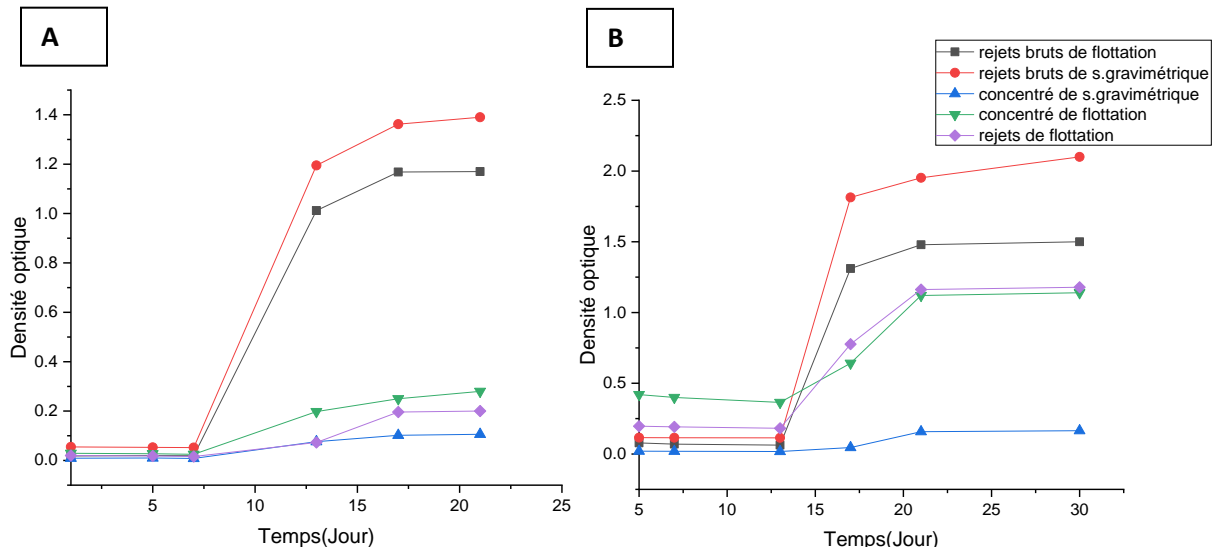 A
B
rejets bruts de flottation
rejets bruts de s.gravimétrique
concentré de s.gravimétrique
concentré de flottation
rejets de flottation
Densité optique
1.4
1.2
1.0
0.8
0.6
0.4
0.2
0.0
5
10
15
20
25
Temps(Jour)
Densité optique
2.5
2.0
1.5
1.0
0.5
0.0
5
10
15
20
25
30
Temps(Jour)